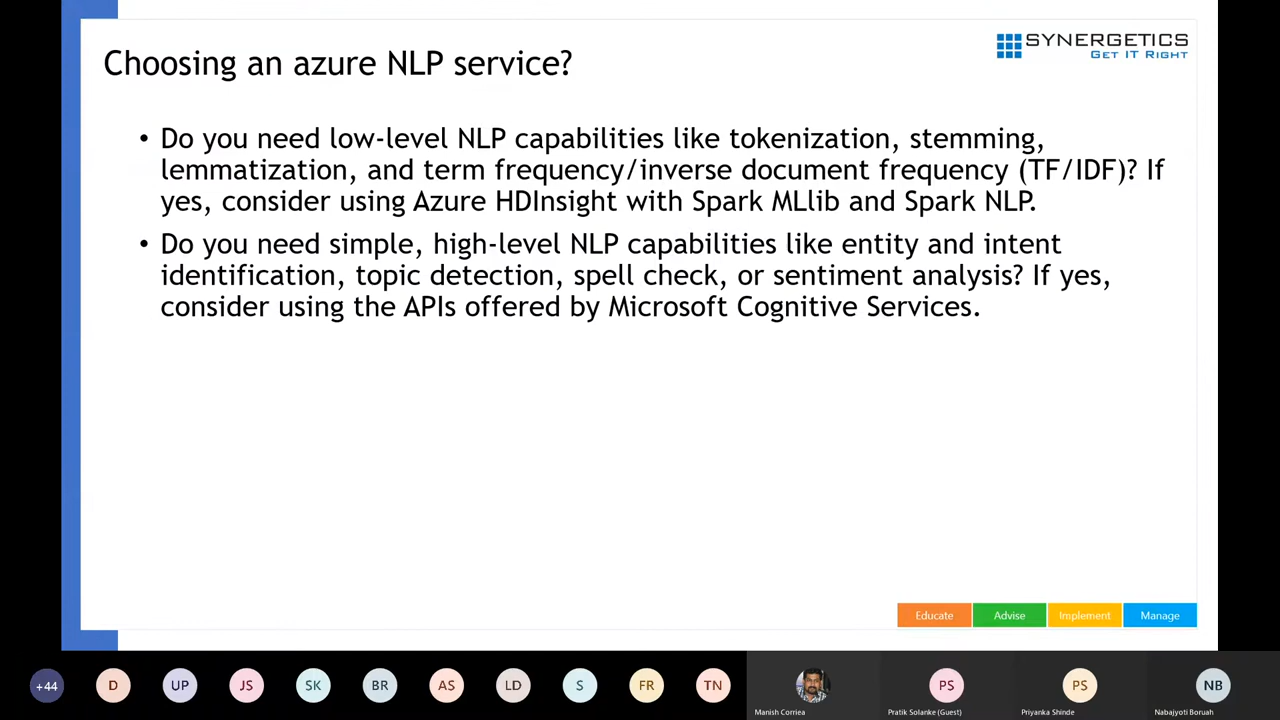 Choosing an azure NLP service?
SYNERGETICS
GET IT RIGHT
• Do you need low-level NLP capabilities like tokenization, stemming,
lemmatization, and term frequency/inverse document frequency (TF/IDF)? If
yes, consider using Azure HDInsight with Spark MLlib and Spark NLP.
• Do you need simple, high-level NLP capabilities like entity and intent
identification, topic detection, spell check, or sentiment analysis? If yes,
consider using the APIs offered by Microsoft Cognitive Services.
Educate Advise Implement Manage
+44 D UP JS SK BR AS LD S FR TN PS PS NB
Manish Corriea Pratik Solanke (Guest) Priyanka Shinde Nabajyoti Boruah